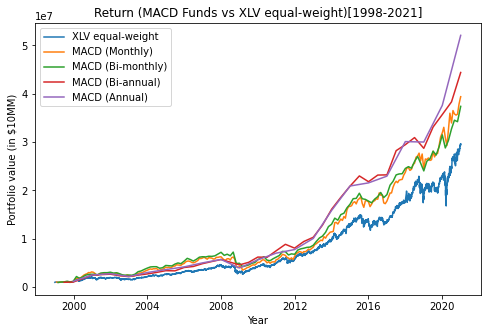 Return (MACD Funds vs XLV equal-weight)[1998-2021]
1e7
XLV equal-weight
MACD (Monthly)
MACD (Bi-monthly)
MACD (Bi-annual)
MACD (Annual)
Portfolio value (in $10MM)
5
4
3
2
1
0
2000 2004 2008 2012 2016 2020
Year